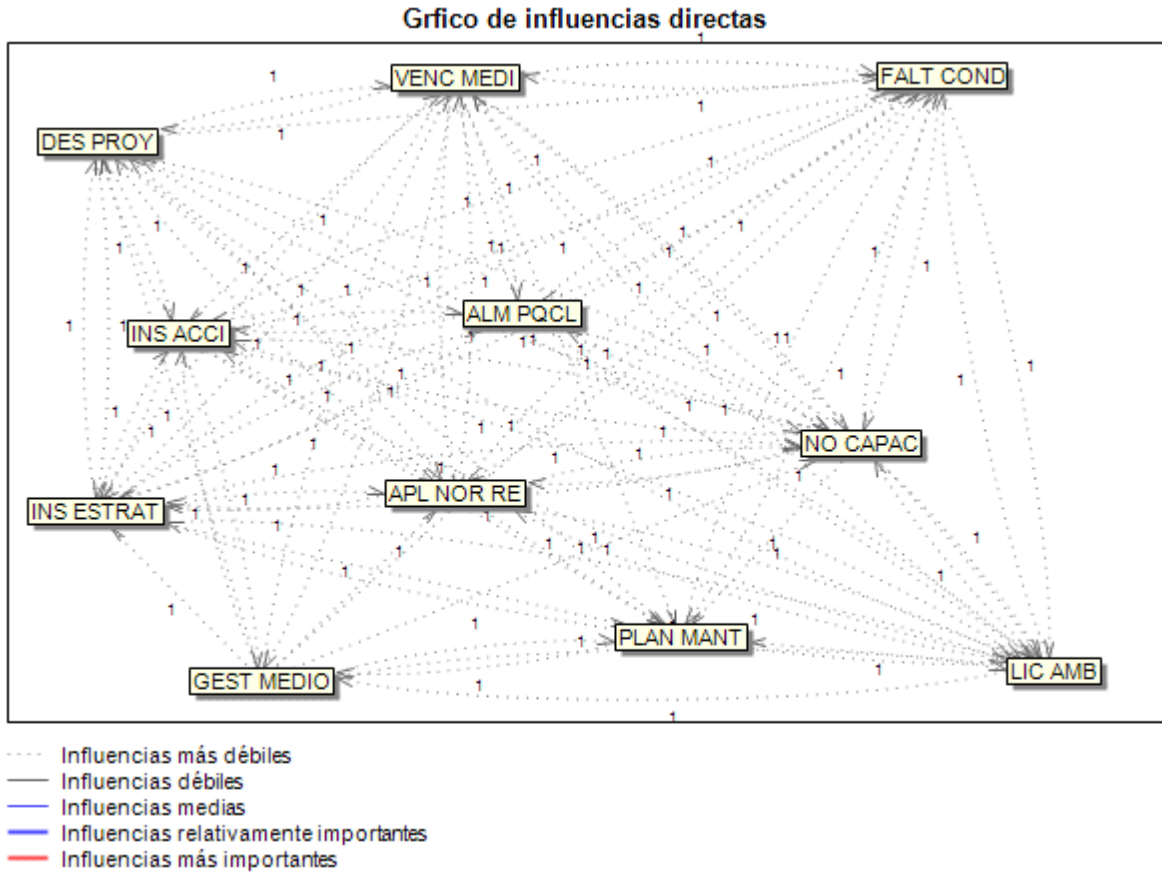 Grfico de influencias directas
VENC MEDI
FALT COND
DES PROY
ALM PQCL
INS ACCI
NO CAPAC
APL NOR RE
INS ESTRAT
PLAN MANT
LIC AMB
GEST MEDIO
Influencias más débiles
Influencias débiles
Influencias medias
Influencias relativamente importantes
Influencias más importantes